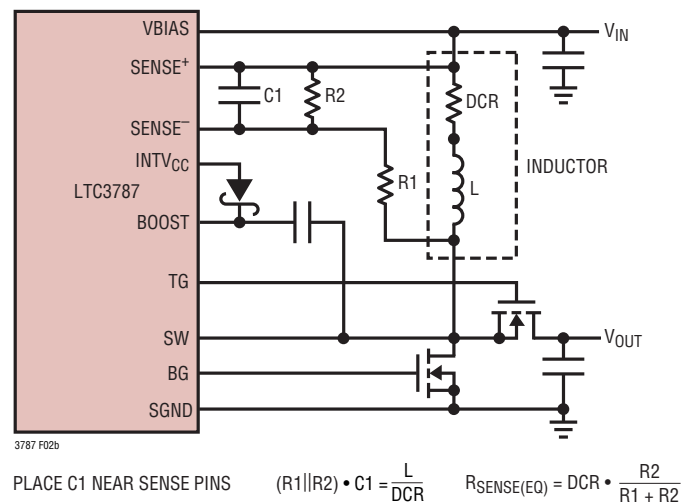 VBIAS
VIN
SENSE+
C1
R2
DCR
SENSE–
INTVCC
INDUCTOR
LTC3787
R1
L
BOOST
TG
SW
VOUT
BG
SGND
3787 F02b
PLACE C1 NEAR SENSE PINS (R1||R2) • C1 = L/DCR RSENSE(EQ) = DCR • R2/R1 + R2